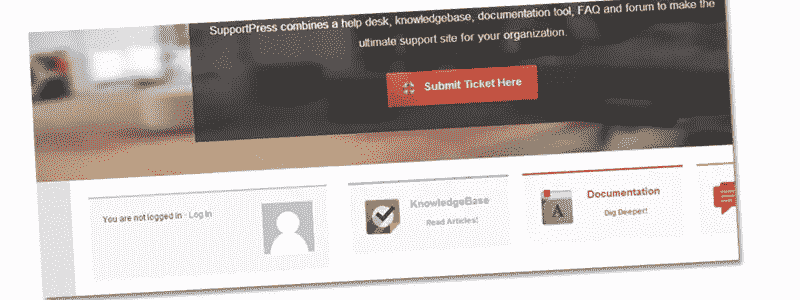 SupportPress combines a help desk, knowledgebase, documentation tool, FAQ and forum to make the
ultimate support site for your organization.
Submit Ticket Here
You are not logged in - Log In
KnowledgeBase
Read Articles!
Documentation
Dig Deeper!
A